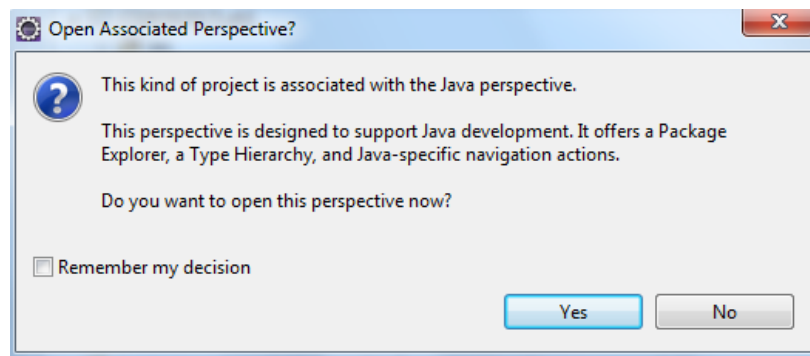 Open Associated Perspective?
This kind of project is associated with the Java perspective.
This perspective is designed to support Java development. It offers a Package
Explorer, a Type Hierarchy, and Java-specific navigation actions.
Do you want to open this perspective now?
Remember my decision
Yes
No